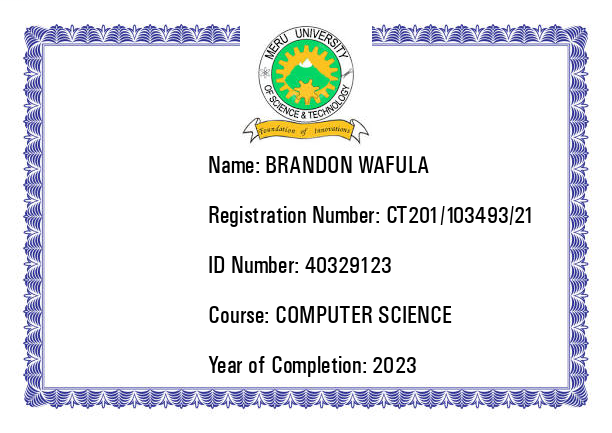 MERU UNIVERSITY
OF SCIENCE & TECHNOLOGY
Foundation of Innovations
Name: BRANDON WAFULA
Registration Number: CT201/103493/21
ID Number: 40329123
Course: COMPUTER SCIENCE
Year of Completion: 2023